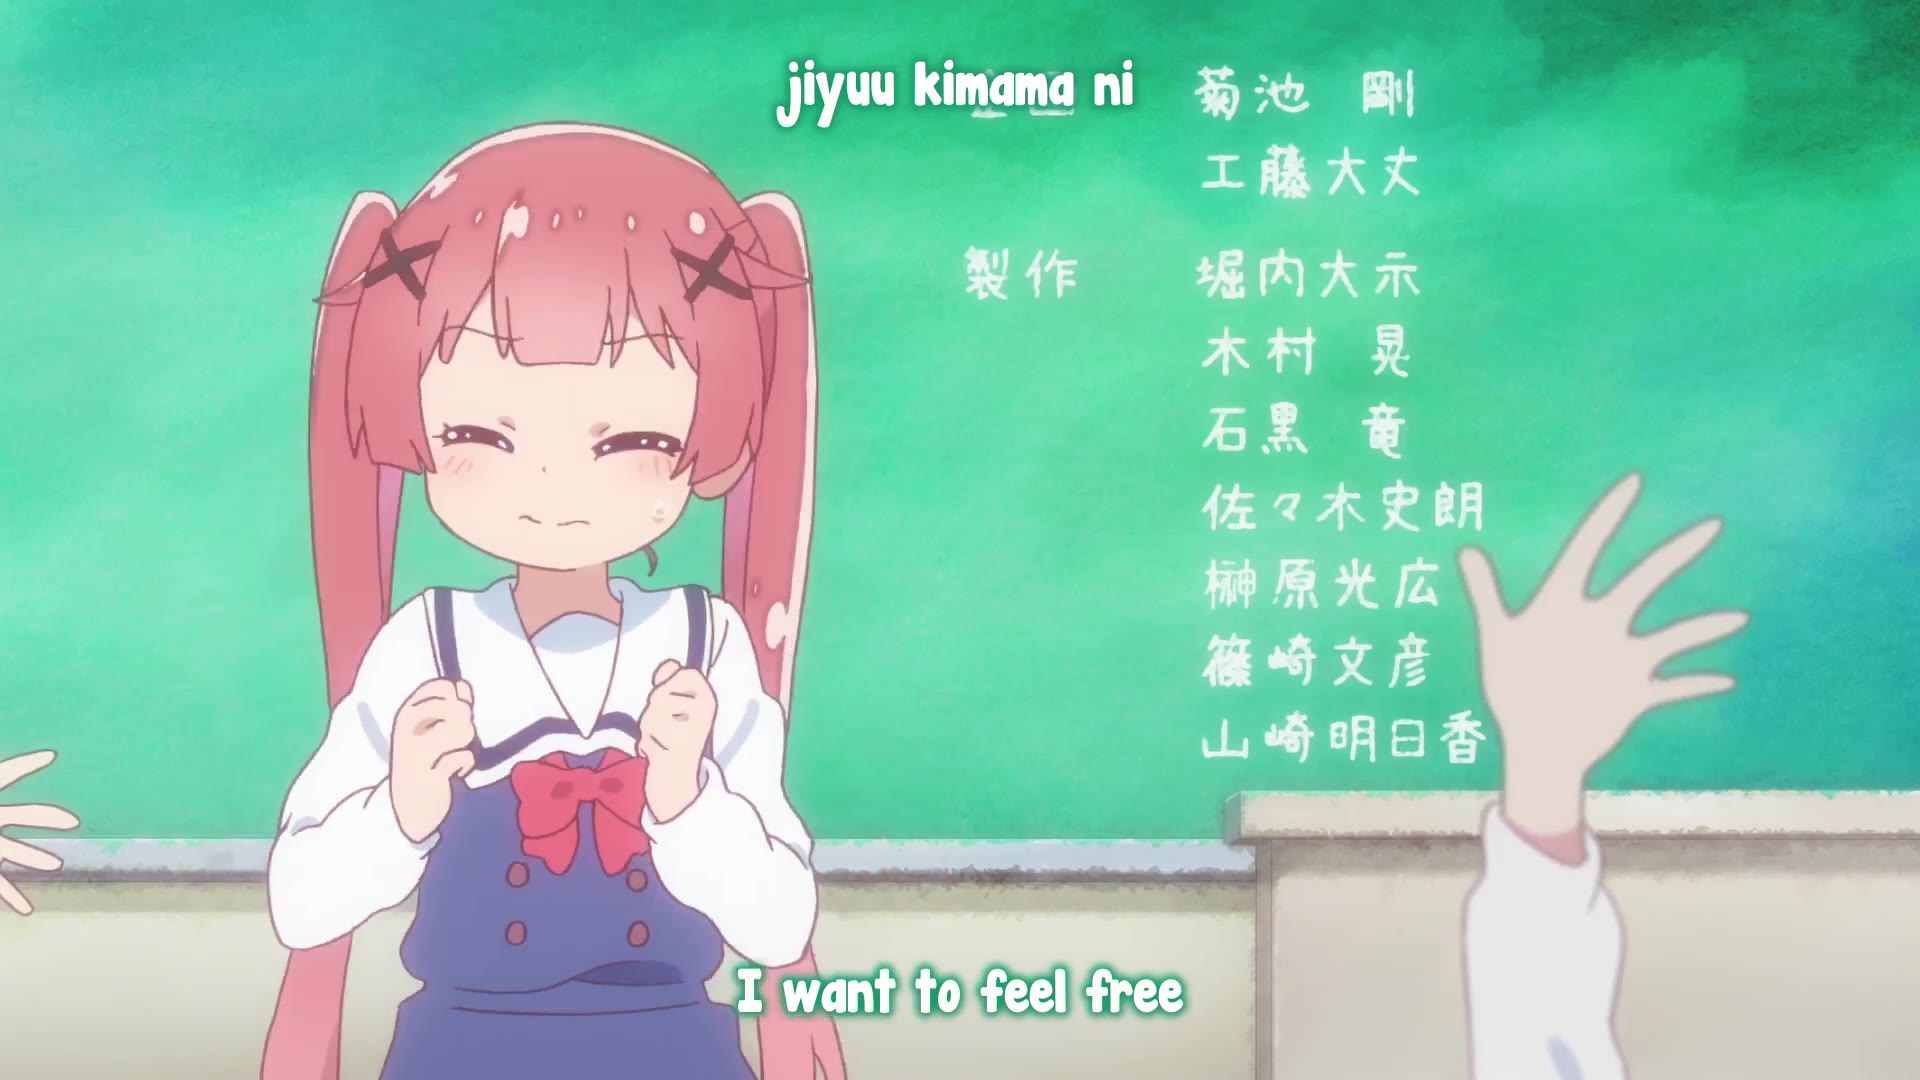 jiyuu kimama ni
菊池 剛
工藤大丈
製作 堀内大示
木村 晃
石黒 竜
佐々木史朗
榊原光広
篠崎文彦
山崎明日香
I want to feel free